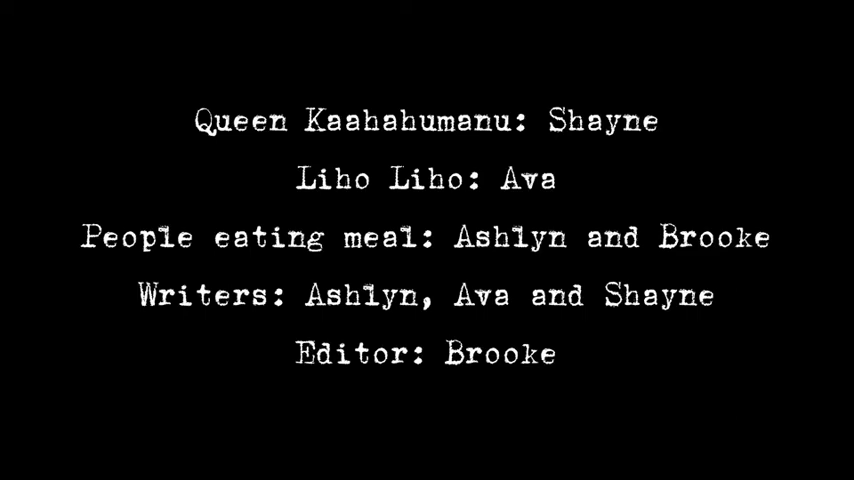 Queen Kaahahumanu: Shayne
Liho Liho: Ava
People eating meal: Ashlyn and Brooke
Writers: Ashlyn, Ava and Shayne
Editor: Brooke